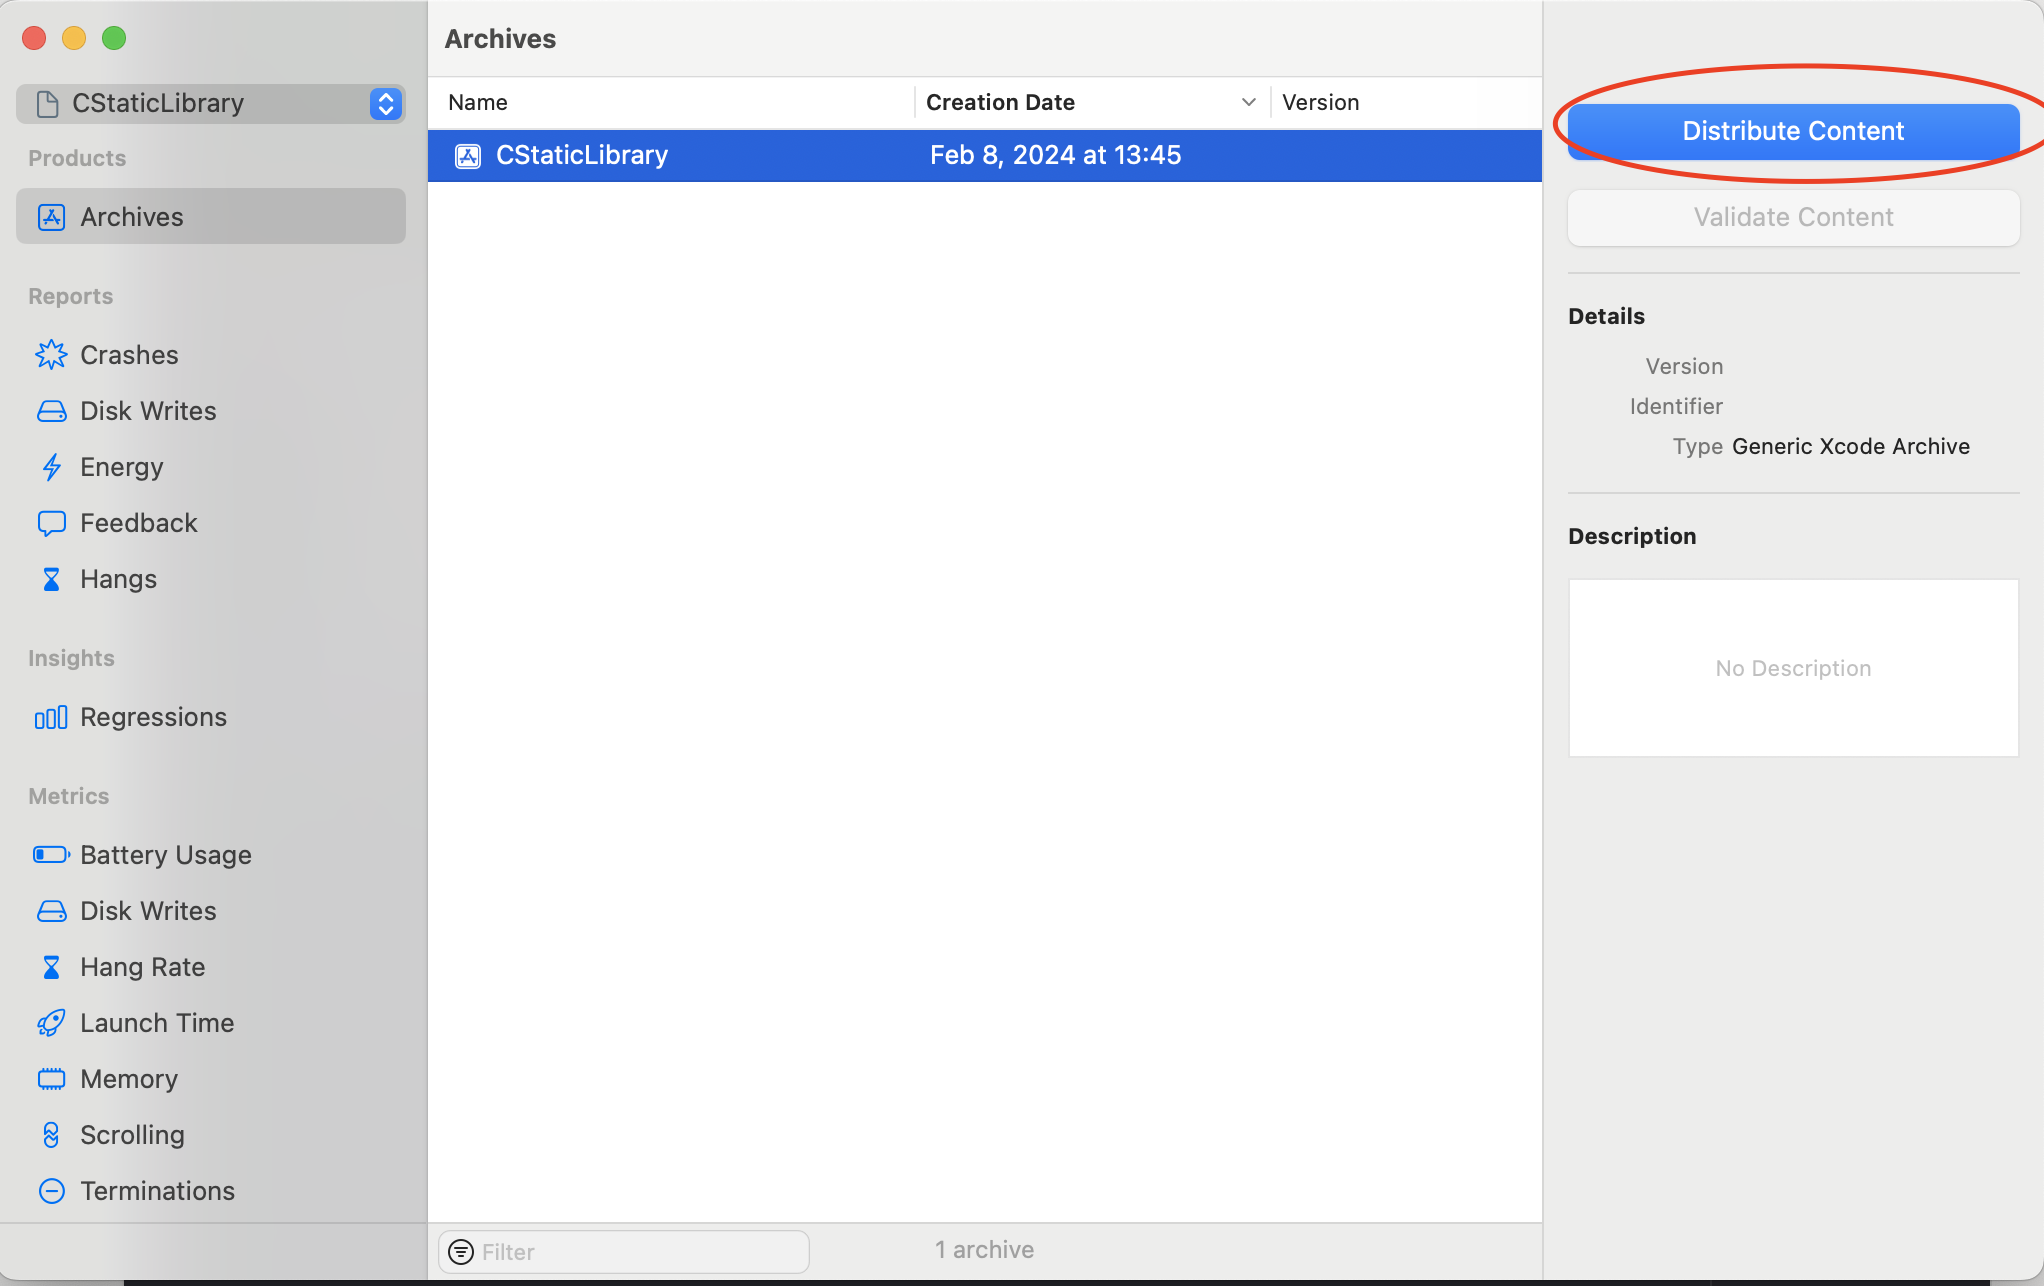 CStaticLibrary
Products
Archives
Reports
Crashes
Disk Writes
Energy
Feedback
Hangs
Insights
Regressions
Metrics
Battery Usage
Disk Writes
Hang Rate
Launch Time
Memory
Scrolling
Terminations
Archives
Name Creation Date Version
CStaticLibrary Feb 8, 2024 at 13:45
Filter 1 archive
Distribute Content
Validate Content
Details
Version
Identifier
Type Generic Xcode Archive
Description
No Description